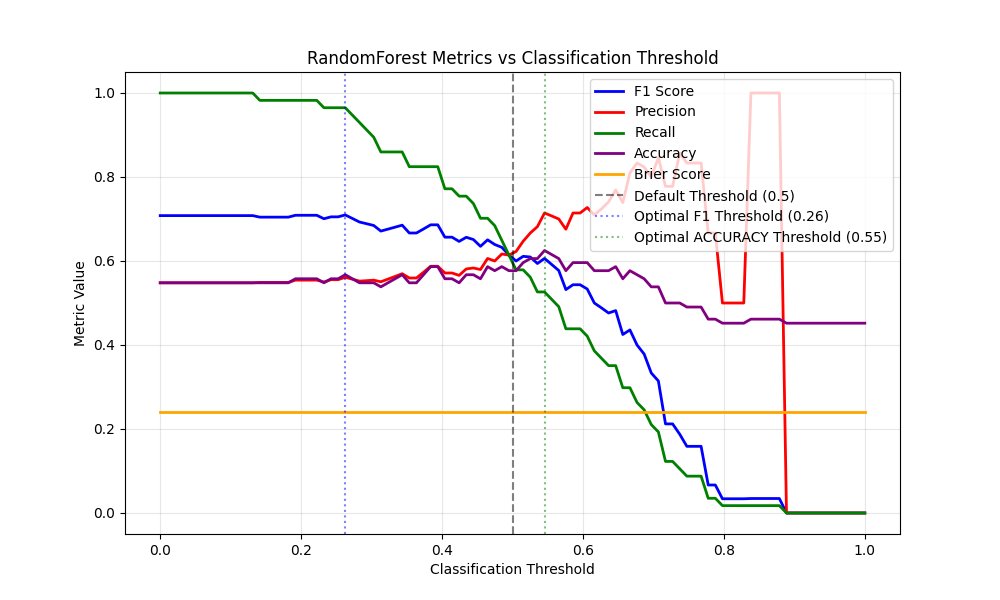 RandomForest Metrics vs Classification Threshold
F1 Score
Precision
Recall
Accuracy
Brier Score
Default Threshold (0.5)
Optimal F1 Threshold (0.26)
Optimal ACCURACY Threshold (0.55)
Metric Value
1.0
0.8
0.6
0.4
0.2
0.0
0.0 0.2 0.4 0.6 0.8 1.0
Classification Threshold